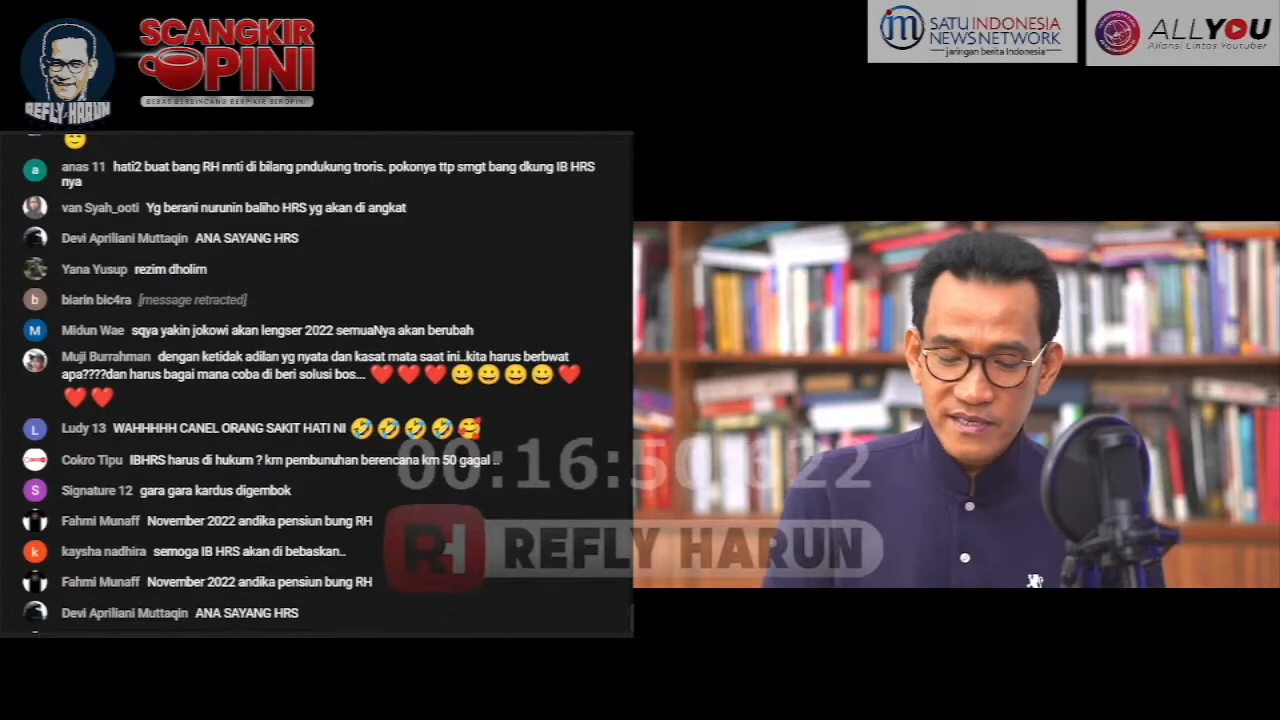 REFLY HARUN
SCANGKIR
OPINI
BEBAS BERBINCANG BERPIKIR BEROPINI
SATU INDONESIA
NEWS NETWORK
jaringan berita Indonesia
ALLYOU
Aliansi Lintas Youtuber
a
anas 11 hati2 buat bang RH nnti di bilang pndukung troris. pokonya ttp smgt bang dkung IB HRS
nya
van Syah_ooti Yg berani nurunin baliho HRS yg akan di angkat
Devi Apriliani Muttaqin ANA SAYANG HRS
Yana Yusup rezim dholim
b
biarin bic4ra [message retracted]
M
Midun Wae sqya yakin jokowi akan lengser 2022 semuaNya akan berubah
Muji Burrahman dengan ketidak adilan yg nyata dan kasat mata saat ini..kita harus berbwat
apa????dan harus bagai mana coba di beri solusi bos... ❤️❤️❤️😀😀😀😀❤️
❤️❤️
L
Ludy 13 WAHHHHH CANEL ORANG SAKIT HATI NI 🤣🤣🤣🤣🥰
Cokro Tipu IBHRS harus di hukum ? krn pembunuhan berencana km 50 gagal ..
S
Signature 12 gara gara kardus digembok
Fahmi Munaff November 2022 andika pensiun bung RH
k
kaysha nadhira semoga IB HRS akan di bebaskan..
Fahmi Munaff November 2022 andika pensiun bung RH
Devi Apriliani Muttaqin ANA SAYANG HRS
00:16:50.622
RH REFLY HARUN